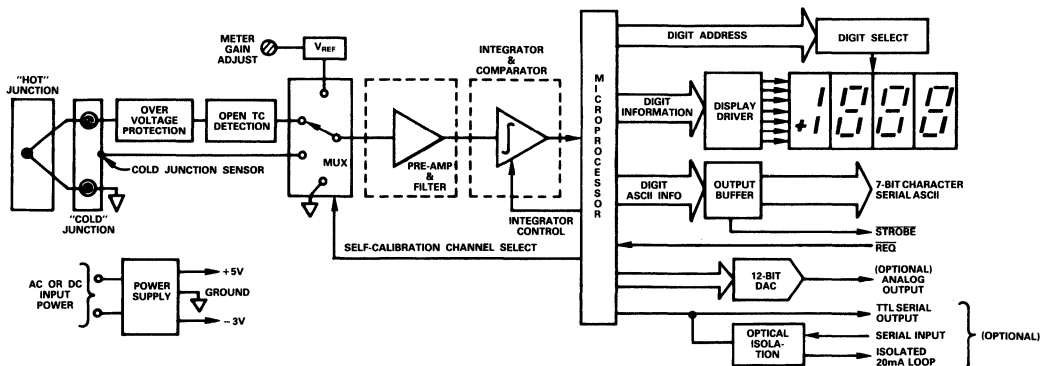 METER
GAIN
ADJUST
VREF
INTEGRATOR
&
COMPARATOR
DIGIT ADDRESS
DIGIT SELECT
"HOT"
JUNCTION
OVER
VOLTAGE
PROTECTION
OPEN TC
DETECTION
MUX
PRE-AMP
&
FILTER
∫
MICROPROCESSOR
DIGIT
INFORMATION
DISPLAY
DRIVER
+1888
COLD JUNCTION SENSOR
"COLD"
JUNCTION
INTEGRATOR
CONTROL
SELF-CALIBRATION CHANNEL SELECT
DIGIT
ASCII INFO
OUTPUT
BUFFER
7-BIT CHARACTER
SERIAL ASCII
STROBE
REQ
AC OR DC
INPUT
POWER
POWER
SUPPLY
+5V
GROUND
−3V
12-BIT
DAC
(OPTIONAL)
ANALOG
OUTPUT
TTL SERIAL
OUTPUT
OPTICAL
ISOLA-
TION
SERIAL INPUT
ISOLATED
20mA LOOP
(OPTIONAL)